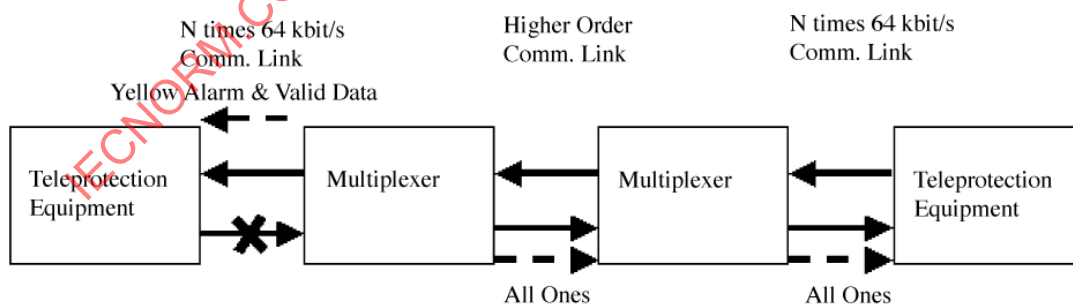 N times 64 kbit/s
Comm. Link
Higher Order
Comm. Link
N times 64 kbit/s
Comm. Link
Yellow Alarm & Valid Data
Teleprotection
Equipment
Multiplexer
Multiplexer
Teleprotection
Equipment
All Ones
All Ones
IECNORM.C